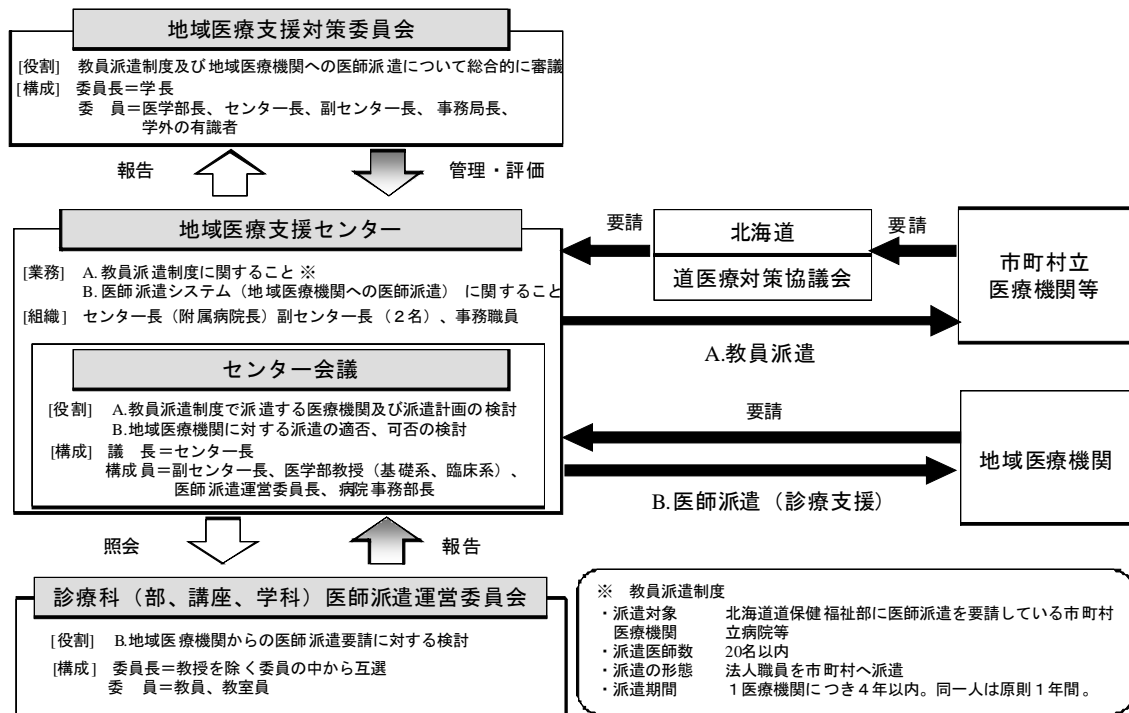 地域医療支援対策委員会
[役割] 教員派遣制度及び地域医療機関への医師派遣について総合的に審議
[構成] 委員長＝学長
委　員＝医学部長、センター長、副センター長、事務局長、
学外の有識者
報告
管理・評価
地域医療支援センター
[業務] A.教員派遣制度に関すること ※
B.医師派遣システム（地域医療機関への医師派遣）に関すること
[組織] センター長（附属病院長）副センター長（２名）、事務職員
センター会議
[役割] A.教員派遣制度で派遣する医療機関及び派遣計画の検討
B.地域医療機関に対する派遣の適否、可否の検討
[構成] 議　長＝センター長
構成員＝副センター長、医学部教授（基礎系、臨床系）、
医師派遣運営委員長、病院事務部長
要請
北海道
道医療対策協議会
要請
市町村立
医療機関等
A.教員派遣
要請
地域医療機関
B.医師派遣（診療支援）
照会
報告
診療科（部、講座、学科）医師派遣運営委員会
[役割] B.地域医療機関からの医師派遣要請に対する検討
[構成] 委員長＝教授を除く委員の中から互選
委　員＝教員、教室員
※　教員派遣制度
・派遣対象　北海道道保健福祉部に医師派遣を要請している市町村
医療機関　立病院等
・派遣医師数　20名以内
・派遣の形態　法人職員を市町村へ派遣
・派遣期間　１医療機関につき４年以内。同一人は原則１年間。